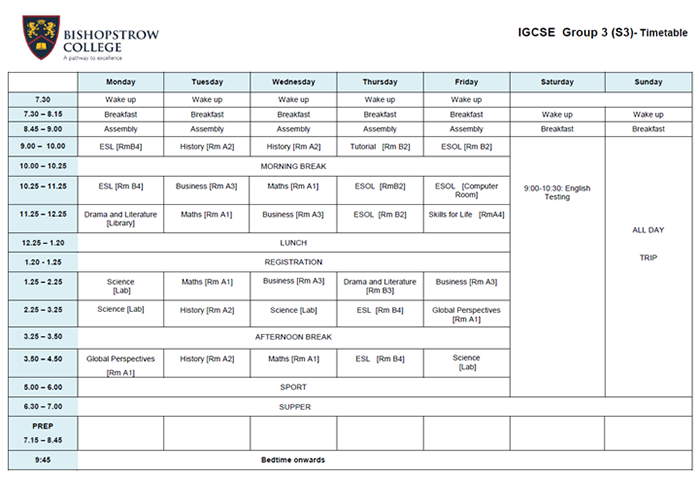 BISHOPSTROW
COLLEGE
A pathway to excellence
IGCSE Group 3 (S3)- Timetable
Monday Tuesday Wednesday Thursday Friday Saturday Sunday
7.30 Wake up Wake up Wake up Wake up Wake up
7.30 – 8.15 Breakfast Breakfast Breakfast Breakfast Breakfast Wake up Wake up
8.45 – 9.00 Assembly Assembly Assembly Assembly Assembly Breakfast Breakfast
9.00 – 10.00 ESL [RmB4] History [Rm A2] History [Rm A2] Tutorial [Rm B2] ESOL [Rm B2]
10.00 – 10.25 MORNING BREAK
10.25 – 11.25 ESL [Rm B4] Business [Rm A3] Maths [Rm A1] ESOL [RmB2] ESOL [Computer
Room]
9:00-10:30: English
Testing
11.25 – 12.25 Drama and Literature
[Library] Maths [Rm A1] Business [Rm A3] ESOL [Rm B2] Skills for Life [RmA4]
ALL DAY
TRIP
12.25 – 1.20 LUNCH
1.20 -1.25 REGISTRATION
1.25 – 2.25 Science
[Lab] Maths [Rm A1] Business [Rm A3] Drama and Literature
[Rm B3] Business [Rm A3]
2.25 – 3.25 Science [Lab] History [Rm A2] Science [Lab] ESL [Rm B4] Global Perspectives
[Rm A1]
3.25 – 3.50 AFTERNOON BREAK
3.50 – 4.50 Global Perspectives
[Rm A1] History [Rm A2] Maths [Rm A1] ESL [Rm B4] Science
[Lab]
5.00 – 6.00 SPORT
6.30 – 7.00 SUPPER
PREP
7.15 – 8.45
9:45 Bedtime onwards